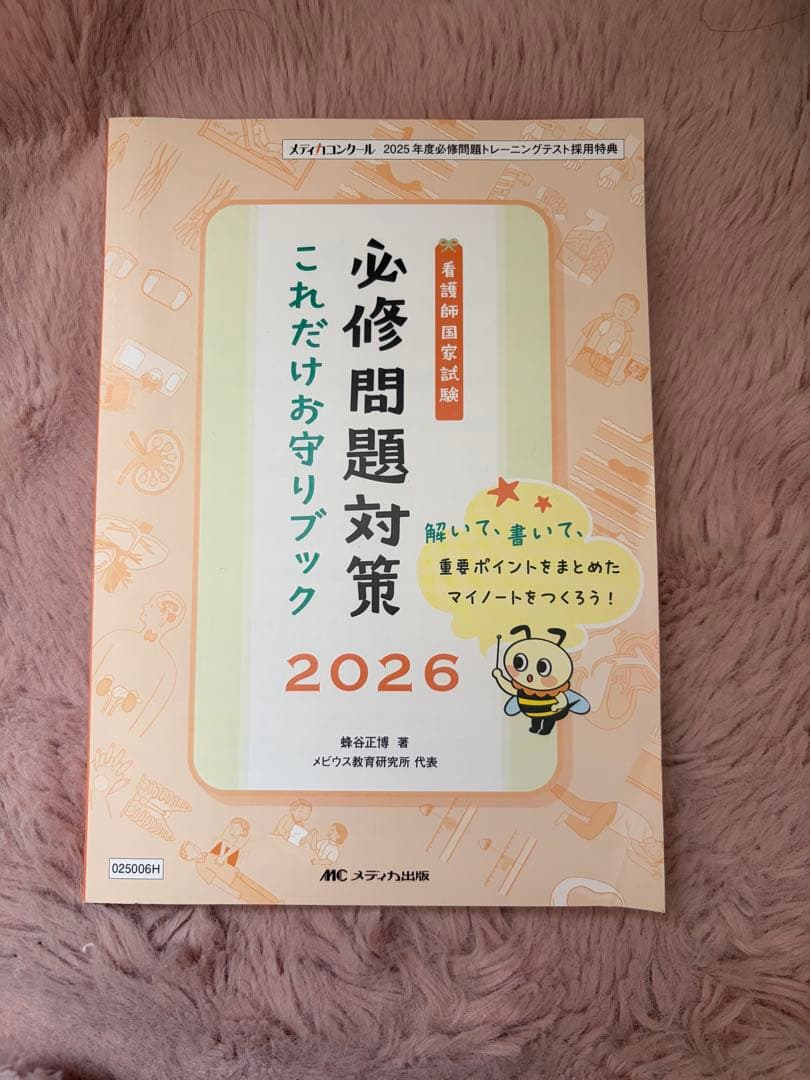 メディカコンクール 2025年度必修問題トレーニングテスト採用特典
看護師国家試験
必修問題対策
これだけお守りブック
2026
解いて、書いて、
重要ポイントをまとめた
マイノートをつくろう！
蜂谷正博 著
メビウス教育研究所 代表
025006H
MC メディカ出版